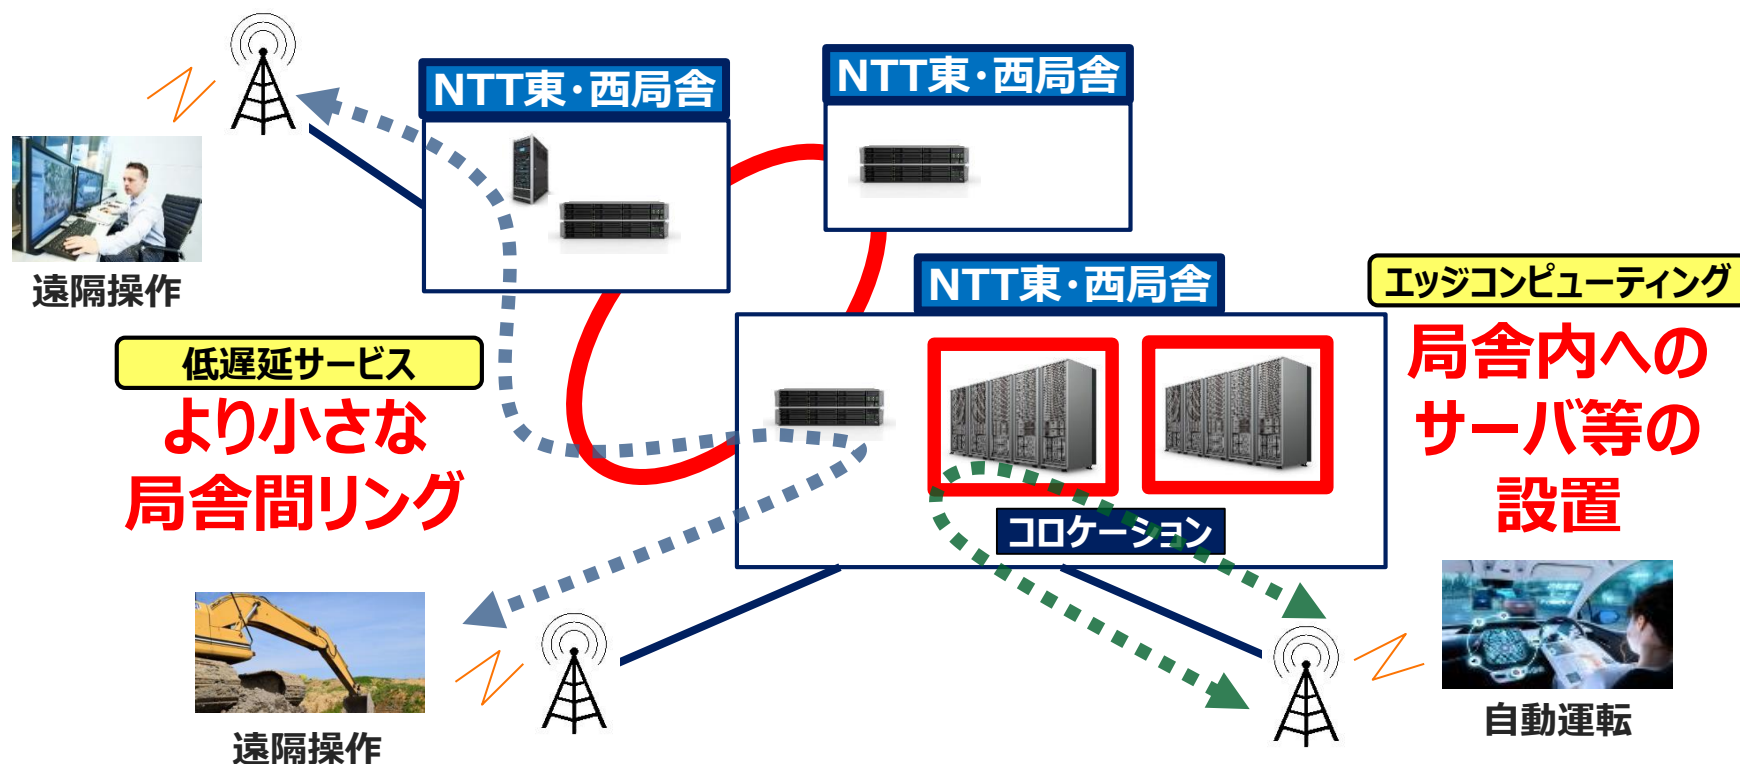 NTT東・西局舎
NTT東・西局舎
遠隔操作
NTT東・西局舎
エッジコンピューティング
局舎内への
サーバ等の
設置
低遅延サービス
より小さな
局舎間リング
コロケーション
遠隔操作
自動運転